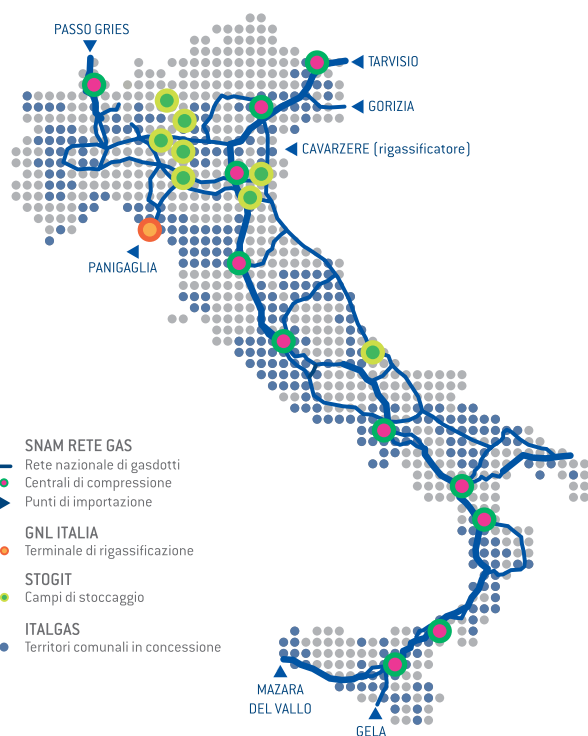 PASSO GRIES
TARVISIO
GORIZIA
CAVARZERE (rigassificatore)
PANIGAGLIA
SNAM RETE GAS
Rete nazionale di gasdotti
Centrali di compressione
Punti di importazione
GNL ITALIA
Terminale di rigassificazione
STOGIT
Campi di stoccaggio
ITALGAS
Territori comunali in concessione
MAZARA
DEL VALLO
GELA